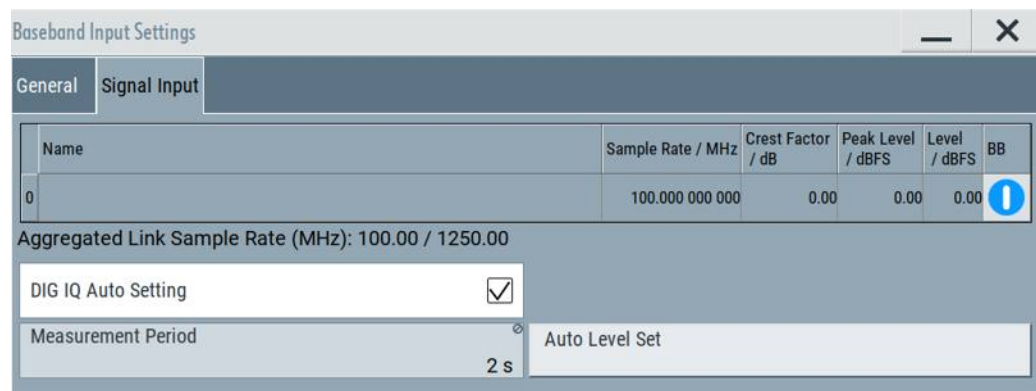 Baseband Input Settings
General Signal Input
Name Sample Rate / MHz Crest Factor / dB Peak Level / dBFS Level / dBFS BB
0 100.000 000 000 0.00 0.00 0.00
Aggregated Link Sample Rate (MHz): 100.00 / 1250.00
DIG IQ Auto Setting
Measurement Period Auto Level Set
2 s